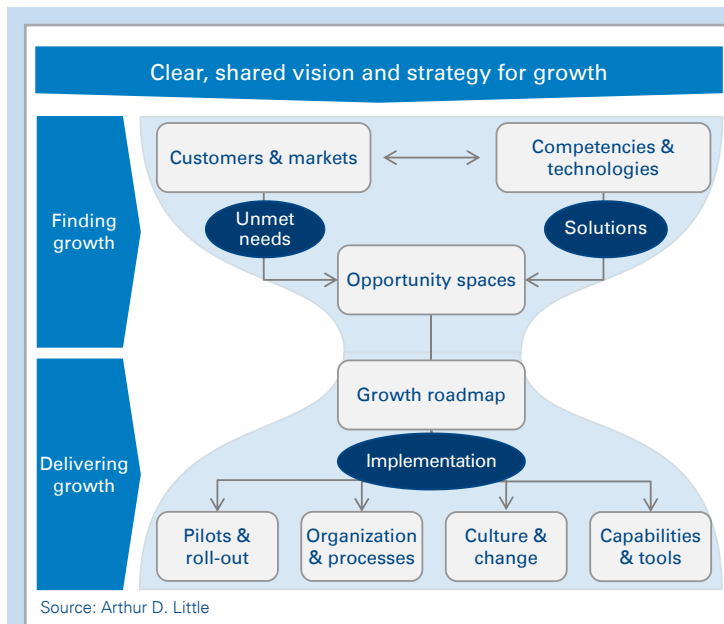 Clear, shared vision and strategy for growth
Customers & markets
Competencies &
technologies
Finding
growth
Unmet
needs
Solutions
Opportunity spaces
Growth roadmap
Delivering
growth
Implementation
Pilots &
roll-out
Organization
& processes
Culture &
change
Capabilities
& tools
Source: Arthur D. Little